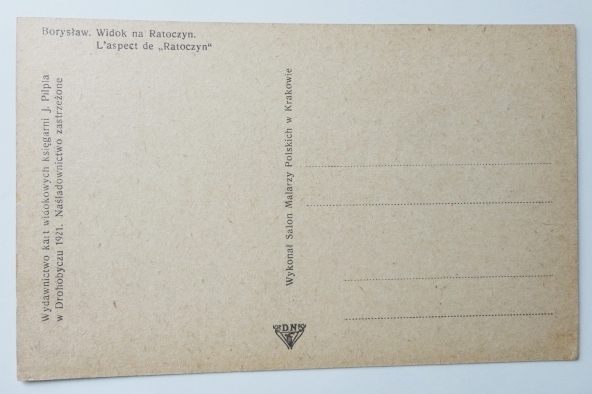 Borysław. Widok na Ratoczyn.
L'aspect de „Ratoczyn“
Wydawnictwo kart widokowych księgarni J. Pilpla
w Drohobyczu 1921. Naśladownictwo zastrzeżone
Wykonał Salon Malarzy Polskich w Krakowie
DN